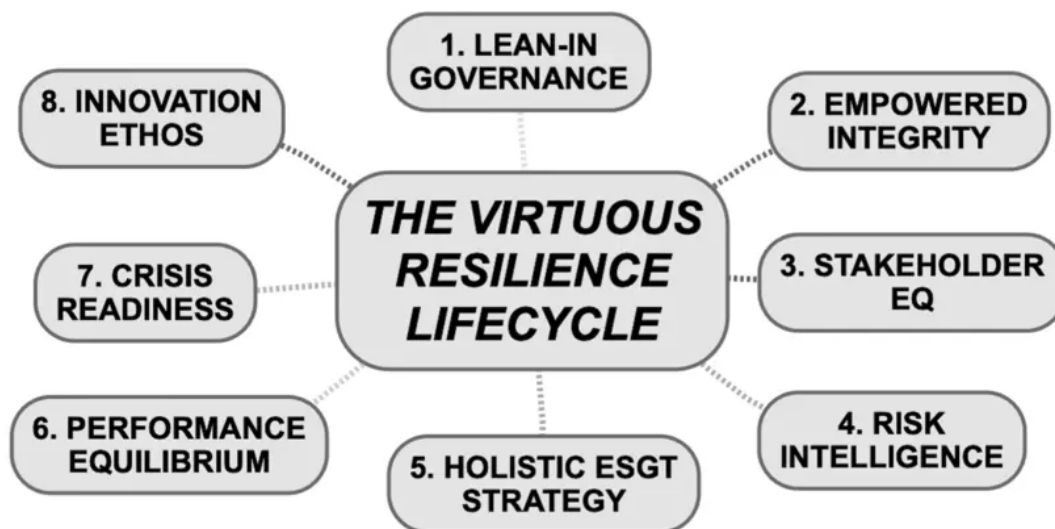 1. LEAN-IN
GOVERNANCE
8. INNOVATION
ETHOS
2. EMPOWERED
INTEGRITY
THE VIRTUOUS
RESILIENCE
LIFECYCLE
7. CRISIS
READINESS
3. STAKEHOLDER
EQ
6. PERFORMANCE
EQUILIBRIUM
4. RISK
INTELLIGENCE
5. HOLISTIC ESGT
STRATEGY